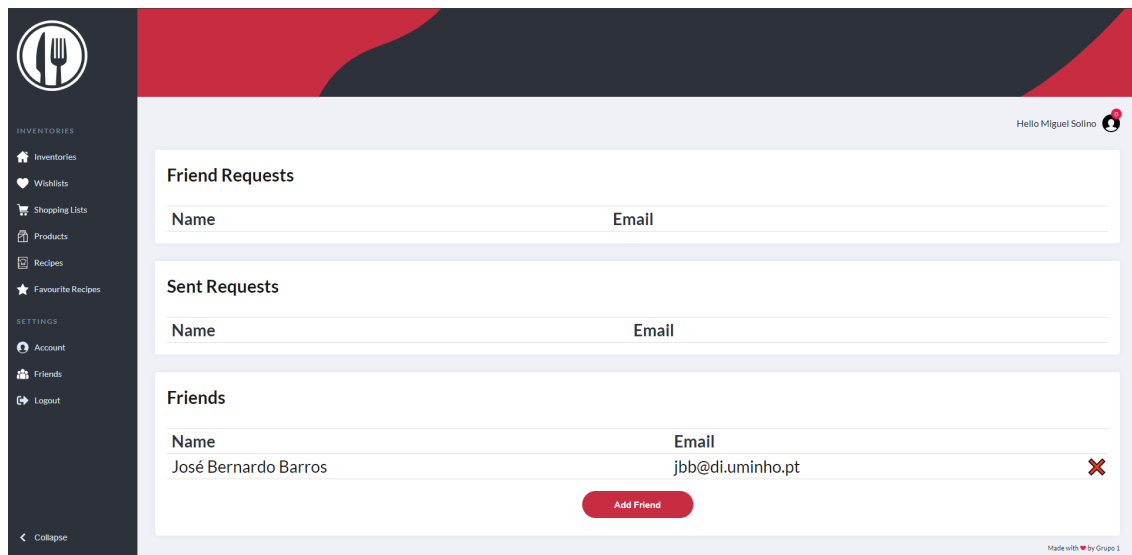 Hello Miguel Solino
0
INVENTORIES
Inventories
Wishlists
Shopping Lists
Products
Recipes
Favourite Recipes
SETTINGS
Account
Friends
Logout
Collapse
Friend Requests
Name Email
Sent Requests
Name Email
Friends
Name Email
José Bernardo Barros jbb@di.uminho.pt
Add Friend
Made with ❤ by Grupo 1